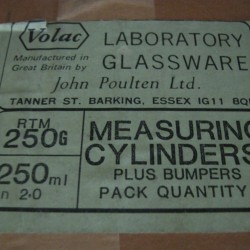 Volac
LABORATORY
GLASSWARE
Manufactured in
Great Britain by
John Poulten Ltd.
TANNER ST. BARKING, ESSEX IG11 8Q
RTM
250G
250ml
n 2.0
MEASURING
CYLINDERS
PLUS BUMPERS
PACK QUANTITY